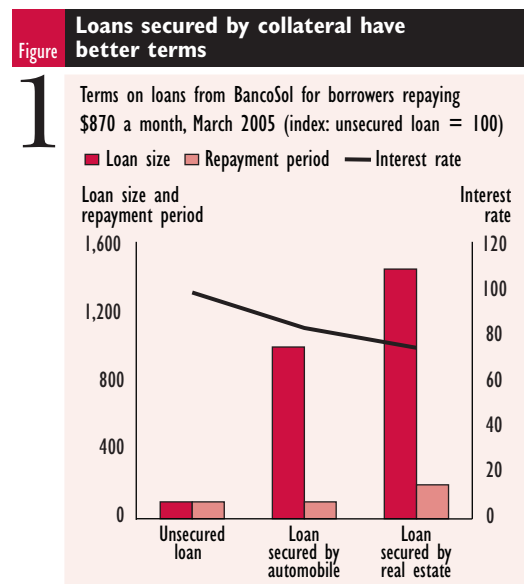 Figure
1
Loans secured by collateral have
better terms
Terms on loans from BancoSol for borrowers repaying
$870 a month, March 2005 (index: unsecured loan = 100)
Loan size Repayment period Interest rate
Loan size and
repayment period
Interest
rate
1,600
1,200
800
400
0
120
100
80
60
40
20
0
Unsecured
loan
Loan
secured by
automobile
Loan
secured by
real estate